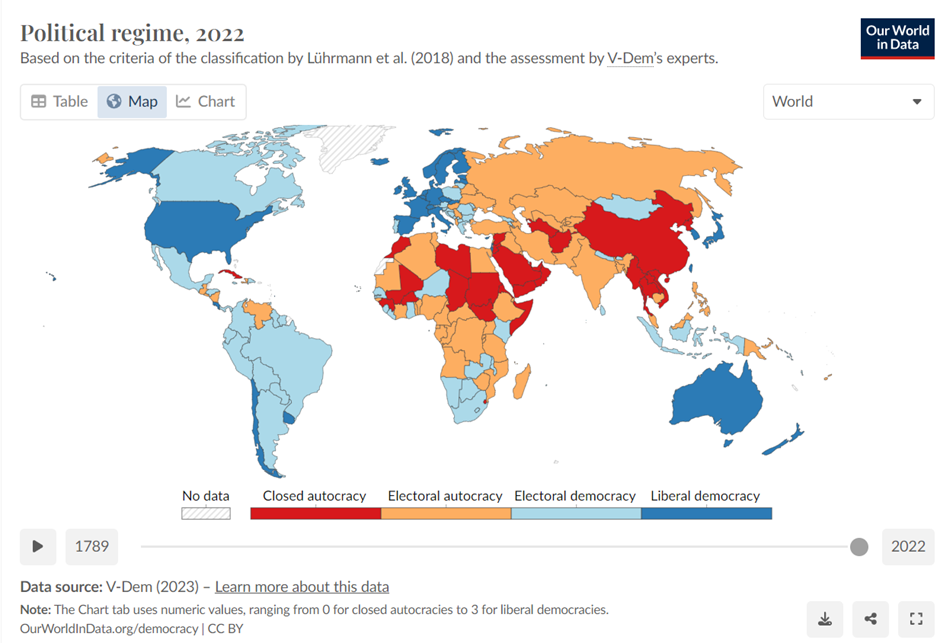 Political regime, 2022
Our World
in Data
Based on the criteria of the classification by Lührmann et al. (2018) and the assessment by V-Dem's experts.
Table Map Chart
World
No data Closed autocracy Electoral autocracy Electoral democracy Liberal democracy
1789 2022
Data source: V-Dem (2023) – Learn more about this data
Note: The Chart tab uses numeric values, ranging from 0 for closed autocracies to 3 for liberal democracies.
OurWorldInData.org/democracy | CC BY